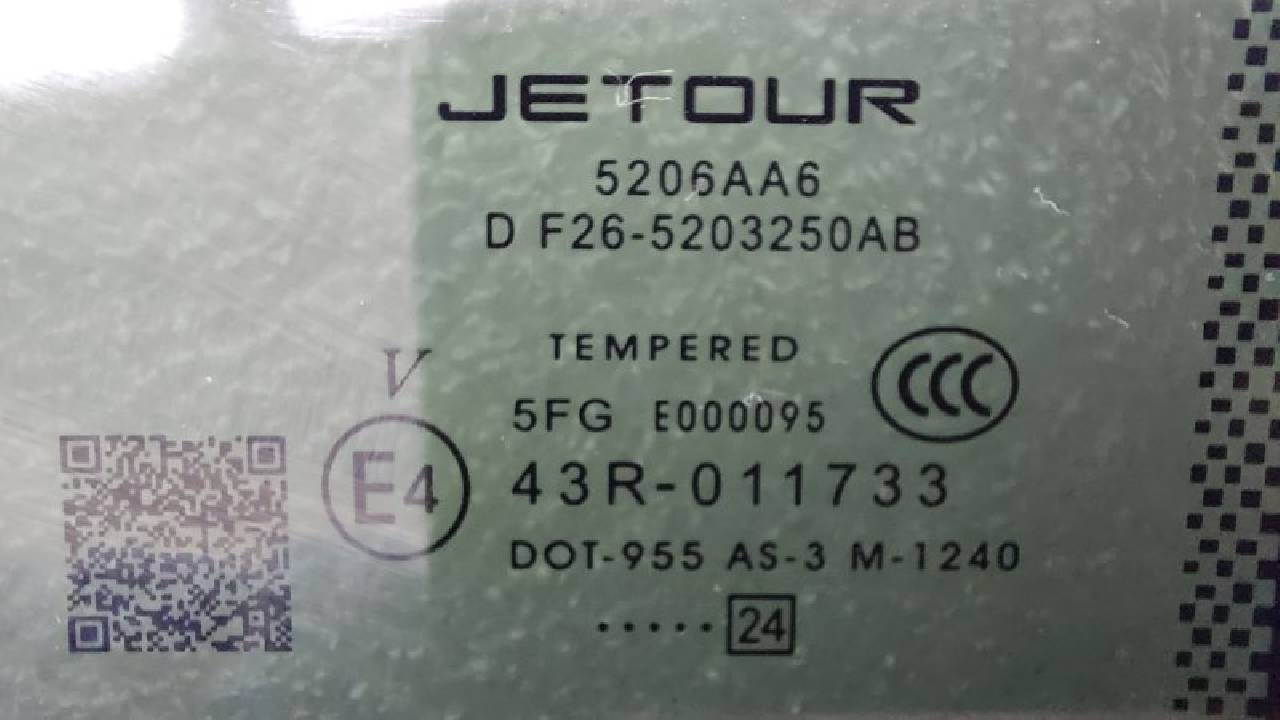 JETOUR
5206AA6
D F26-5203250AB
TEMPERED
CCC
V
5FG E000095
E4
43R-011733
DOT-955 AS-3 M-1240
·····24